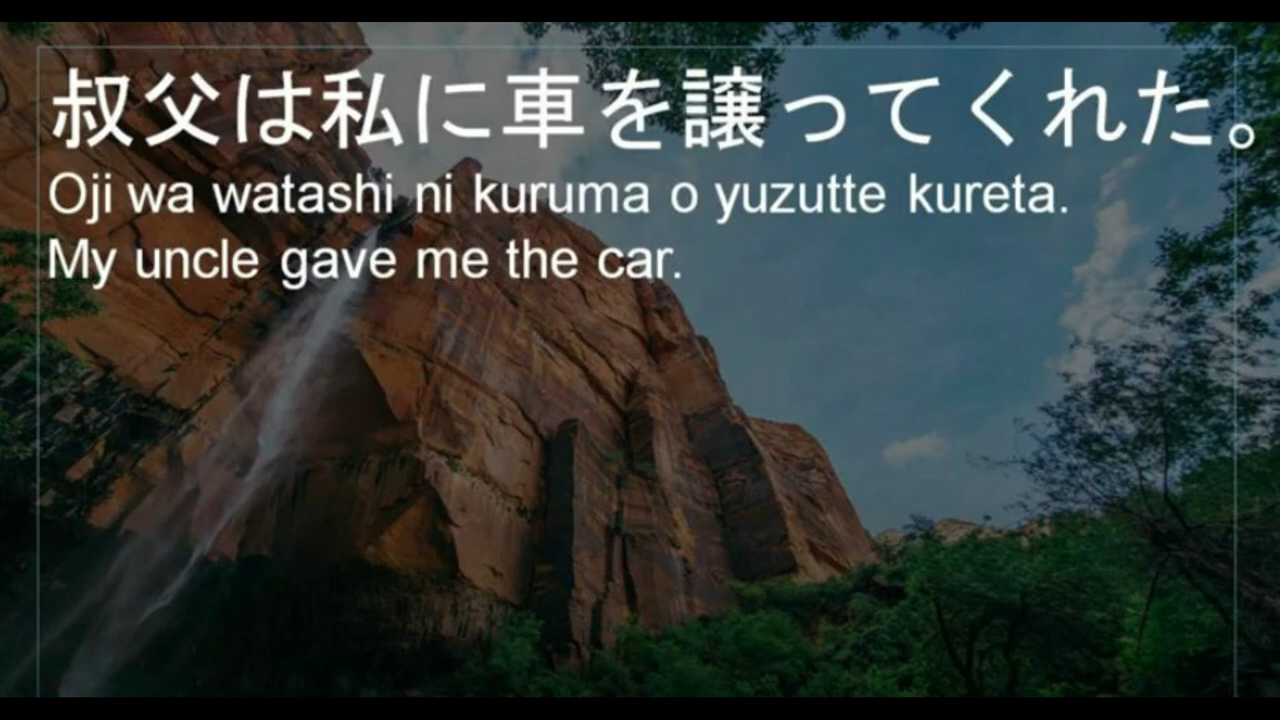 叔父は私に車を譲ってくれた。
Oji wa watashi ni kuruma o yuzutte kureta.
My uncle gave me the car.